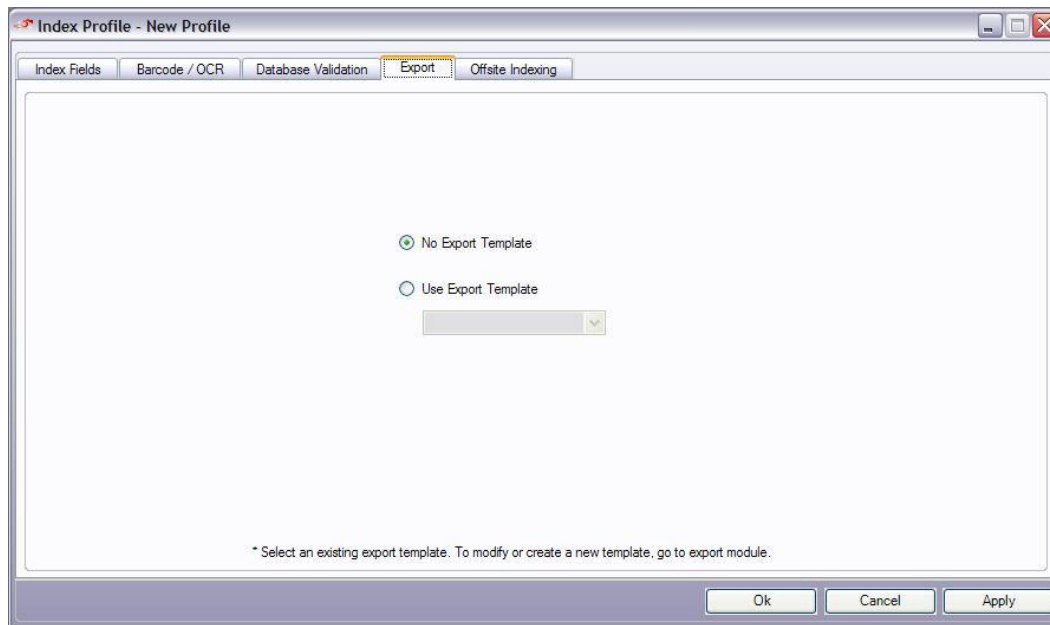 Index Profile - New Profile
Index Fields Barcode / OCR Database Validation Export Offsite Indexing
No Export Template
Use Export Template
* Select an existing export template. To modify or create a new template, go to export module.
Ok Cancel Apply